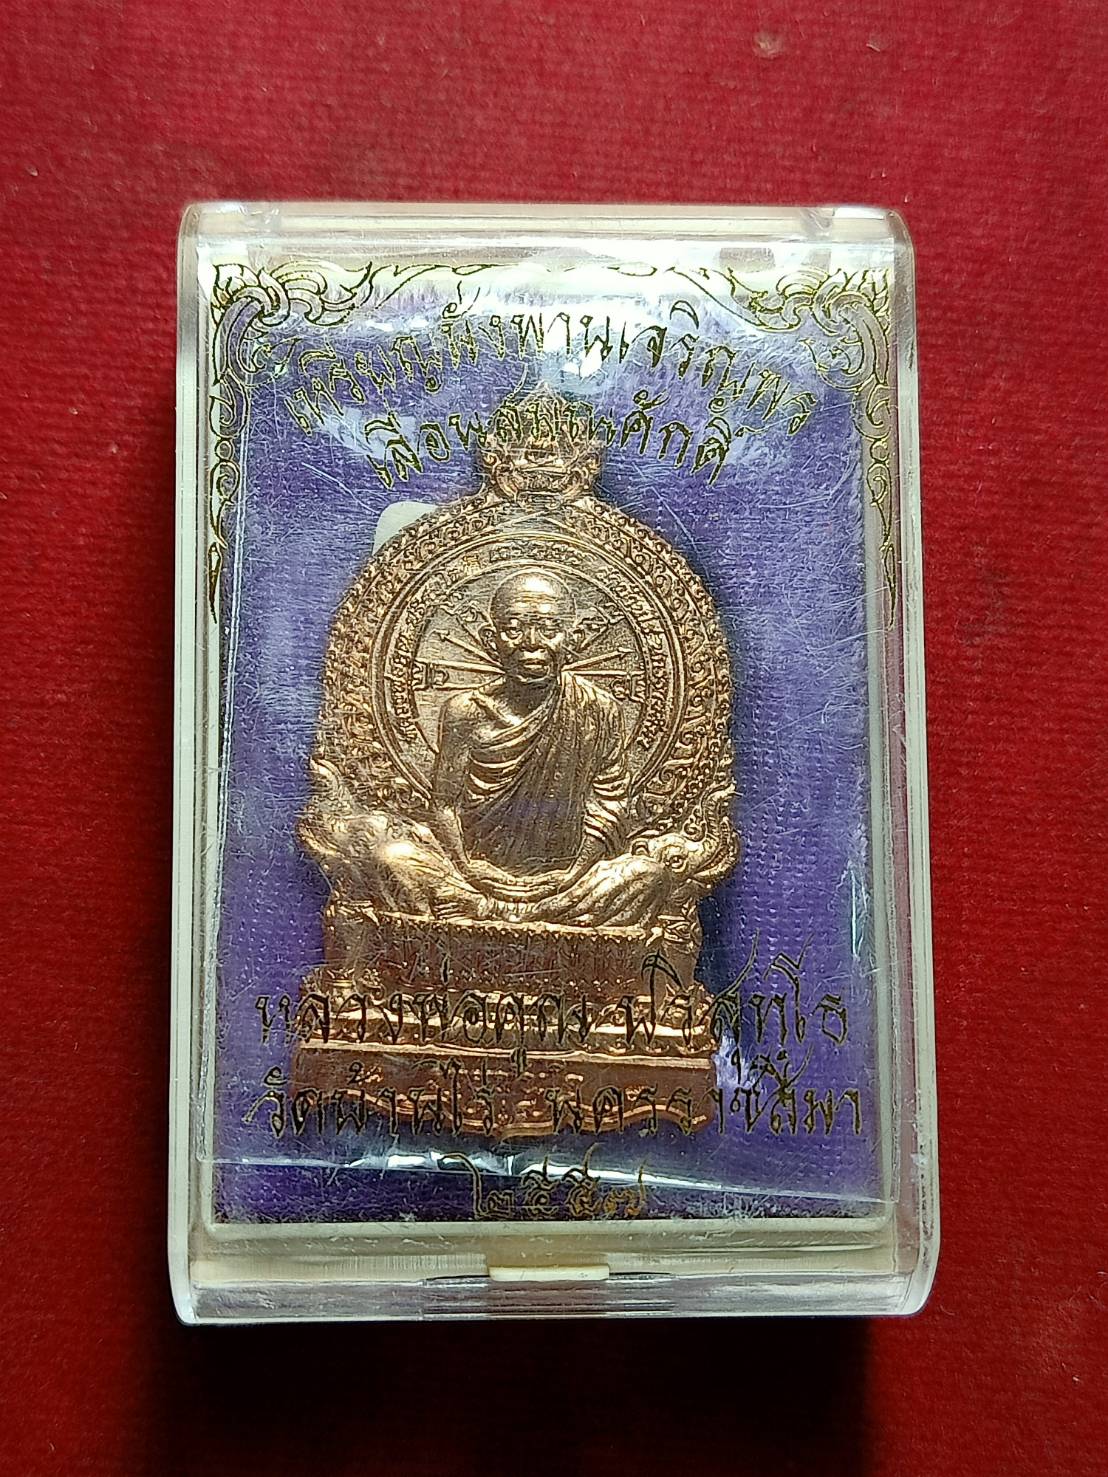 เหรียญนั่งพานเจริญพร
เลื่อนสมณศักดิ์
หลวงพ่อคูณ ปริสุทโธ
วัดบ้านไร่ นครราชสีมา
๒๕๕๗